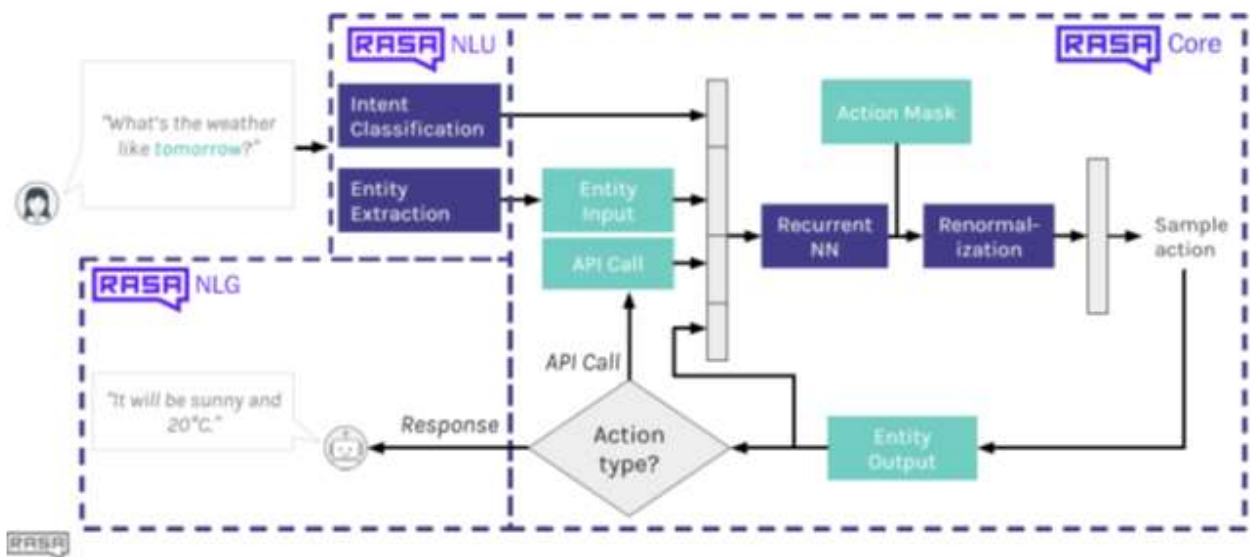 RASA NLU
RASA Core
"What's the weather
like tomorrow?"
Intent
Classification
Entity
Extraction
Entity
Input
API Call
Action Mask
Recurrent
NN
Renormal-
ization
Sample
action
RASA NLG
API Call
"It will be sunny and
20°C."
Response
Action
type?
Entity
Output
RASA